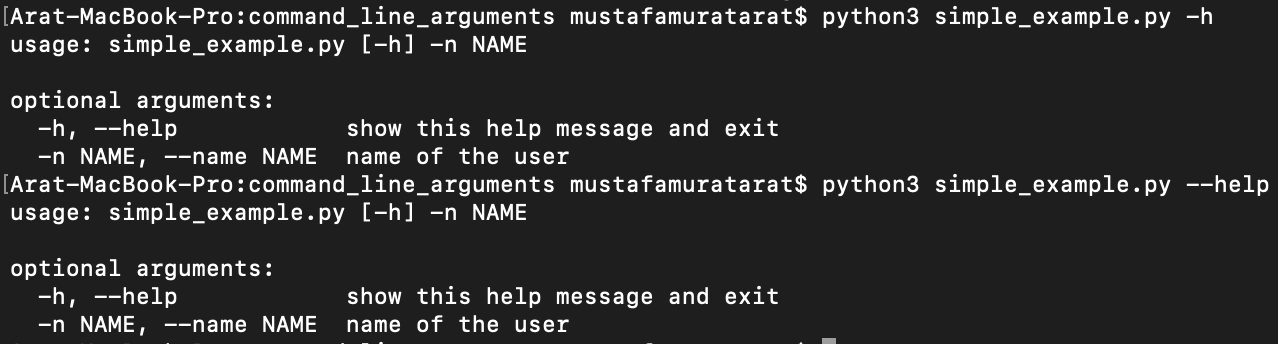 [Arat-MacBook-Pro:command_line_arguments mustafamuratarat$ python3 simple_example.py -h
usage: simple_example.py [-h] -n NAME
optional arguments:
-h, --help show this help message and exit
-n NAME, --name NAME name of the user
[Arat-MacBook-Pro:command_line_arguments mustafamuratarat$ python3 simple_example.py --help
usage: simple_example.py [-h] -n NAME
optional arguments:
-h, --help show this help message and exit
-n NAME, --name NAME name of the user